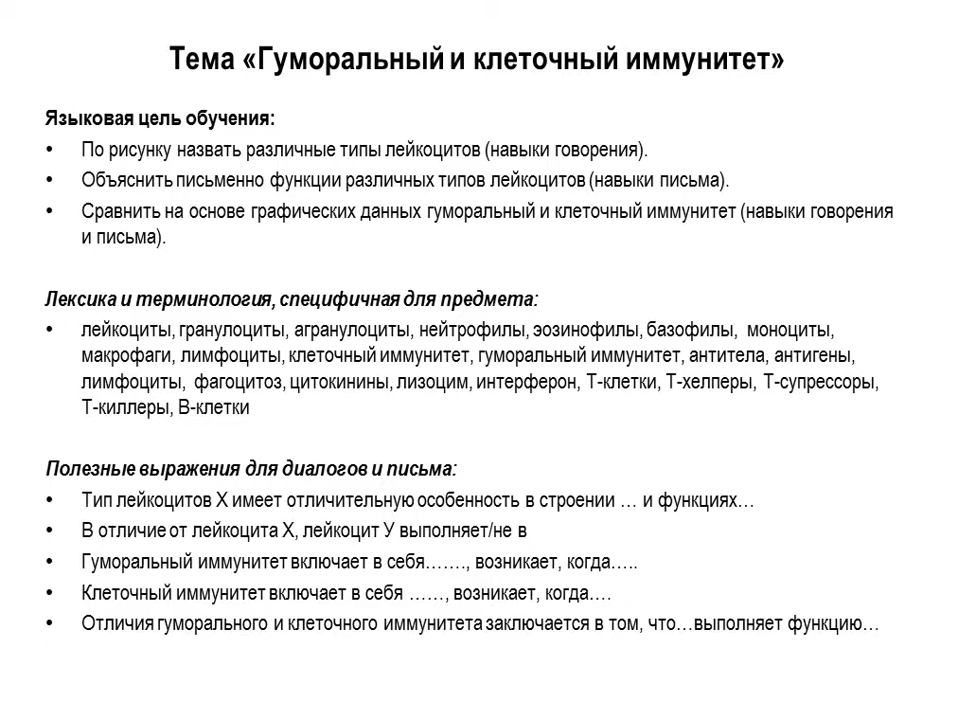 Тема «Гуморальный и клеточный иммунитет»
Языковая цель обучения:
• По рисунку назвать различные типы лейкоцитов (навыки говорения).
• Объяснить письменно функции различных типов лейкоцитов (навыки письма).
• Сравнить на основе графических данных гуморальный и клеточный иммунитет (навыки говорения
и письма).
Лексика и терминология, специфичная для предмета:
• лейкоциты, гранулоциты, агранулоциты, нейтрофилы, эозинофилы, базофилы, моноциты,
макрофаги, лимфоциты, клеточный иммунитет, гуморальный иммунитет, антитела, антигены,
лимфоциты, фагоцитоз, цитокинины, лизоцим, интерферон, Т-клетки, Т-хелперы, Т-супрессоры,
Т-киллеры, В-клетки
Полезные выражения для диалогов и письма:
• Тип лейкоцитов Х имеет отличительную особенность в строении … и функциях…
• В отличие от лейкоцита Х, лейкоцит У выполняет/не в
• Гуморальный иммунитет включает в себя……., возникает, когда…..
• Клеточный иммунитет включает в себя ……, возникает, когда….
• Отличия гуморального и клеточного иммунитета заключается в том, что…выполняет функцию…